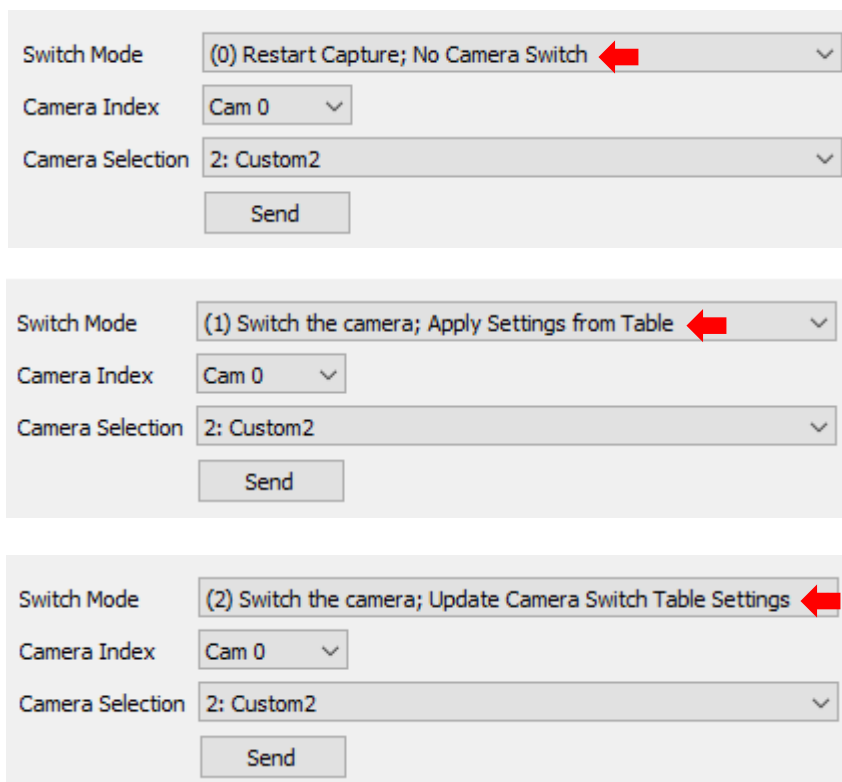 Switch Mode (0) Restart Capture; No Camera Switch
Camera Index Cam 0
Camera Selection 2: Custom2
Send
Switch Mode (1) Switch the camera; Apply Settings from Table
Camera Index Cam 0
Camera Selection 2: Custom2
Send
Switch Mode (2) Switch the camera; Update Camera Switch Table Settings
Camera Index Cam 0
Camera Selection 2: Custom2
Send